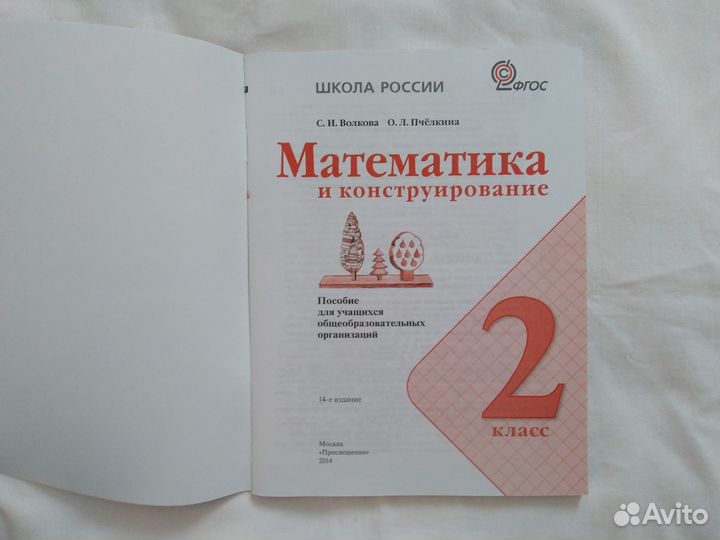 ШКОЛА РОССИИ
ФГОС
С. И. Волкова О. Л. Пчёлкина
Математика
и конструирование
Пособие
для учащихся
общеобразовательных
организаций
14-е издание
2
КЛАСС
Москва
«Просвещение»
2014
Avito